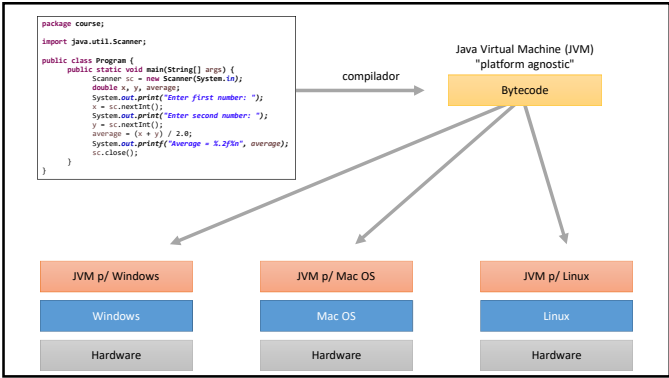 package course;
import java.util.Scanner;
public class Program {
public static void main(String[] args) {
Scanner sc = new Scanner(System.in);
double x, y, average;
System.out.print("Enter first number: ");
x = sc.nextInt();
System.out.print("Enter second number: ");
y = sc.nextInt();
average = (x + y) / 2.0;
System.out.printf("Average = %.2f%n", average);
sc.close();
}
}
compilador
Java Virtual Machine (JVM)
"platform agnostic"
Bytecode
JVM p/ Windows
JVM p/ Mac OS
JVM p/ Linux
Windows
Mac OS
Linux
Hardware
Hardware
Hardware